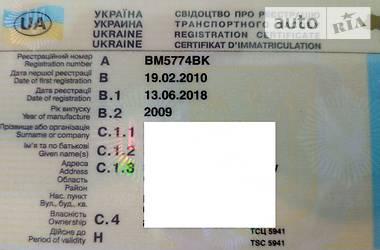 УКРАЇНА СВІДОЦТВО ПРО РЕЄСТРАЦІЮ
УКРАИНА ТРАНСПОРТНОГО
UKRAINE REGISTRATION CERTIFICATE
UKRAINE CERTIFICAT D'IMMATRICULATION
UA
auto RIA
Реєстраційний номер
Registration number A BM5774BK
Дата першої реєстрації
Date of first registration B 19.02.2010
Дата реєстрації
Date of registration B.1 13.06.2018
Рік випуску
Year of manufacture B.2 2009
Прізвище або організація
Surname or company C.1.1
Ім'я та по батькові
Given name(s) C.1.2
Адреса
Address C.1.3
Область
Район
Нас. пункт
Вул., буд., кв.
Власність
Ownership C.4
Дійсне до
Period of validity H
ТСЦ 5941
TSC 5941